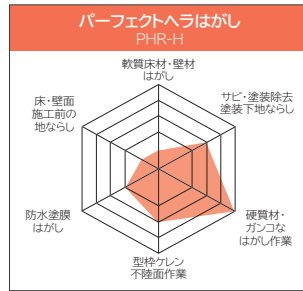 パーフェクトヘラはがし
PHR-H
軟質床材・壁材
はがし
サビ・塗装除去
塗装下地ならし
硬質材・
ガンコな
はがし作業
型枠ケレン
不陸面作業
防水塗膜
はがし
床・壁面
施工前の
地ならし